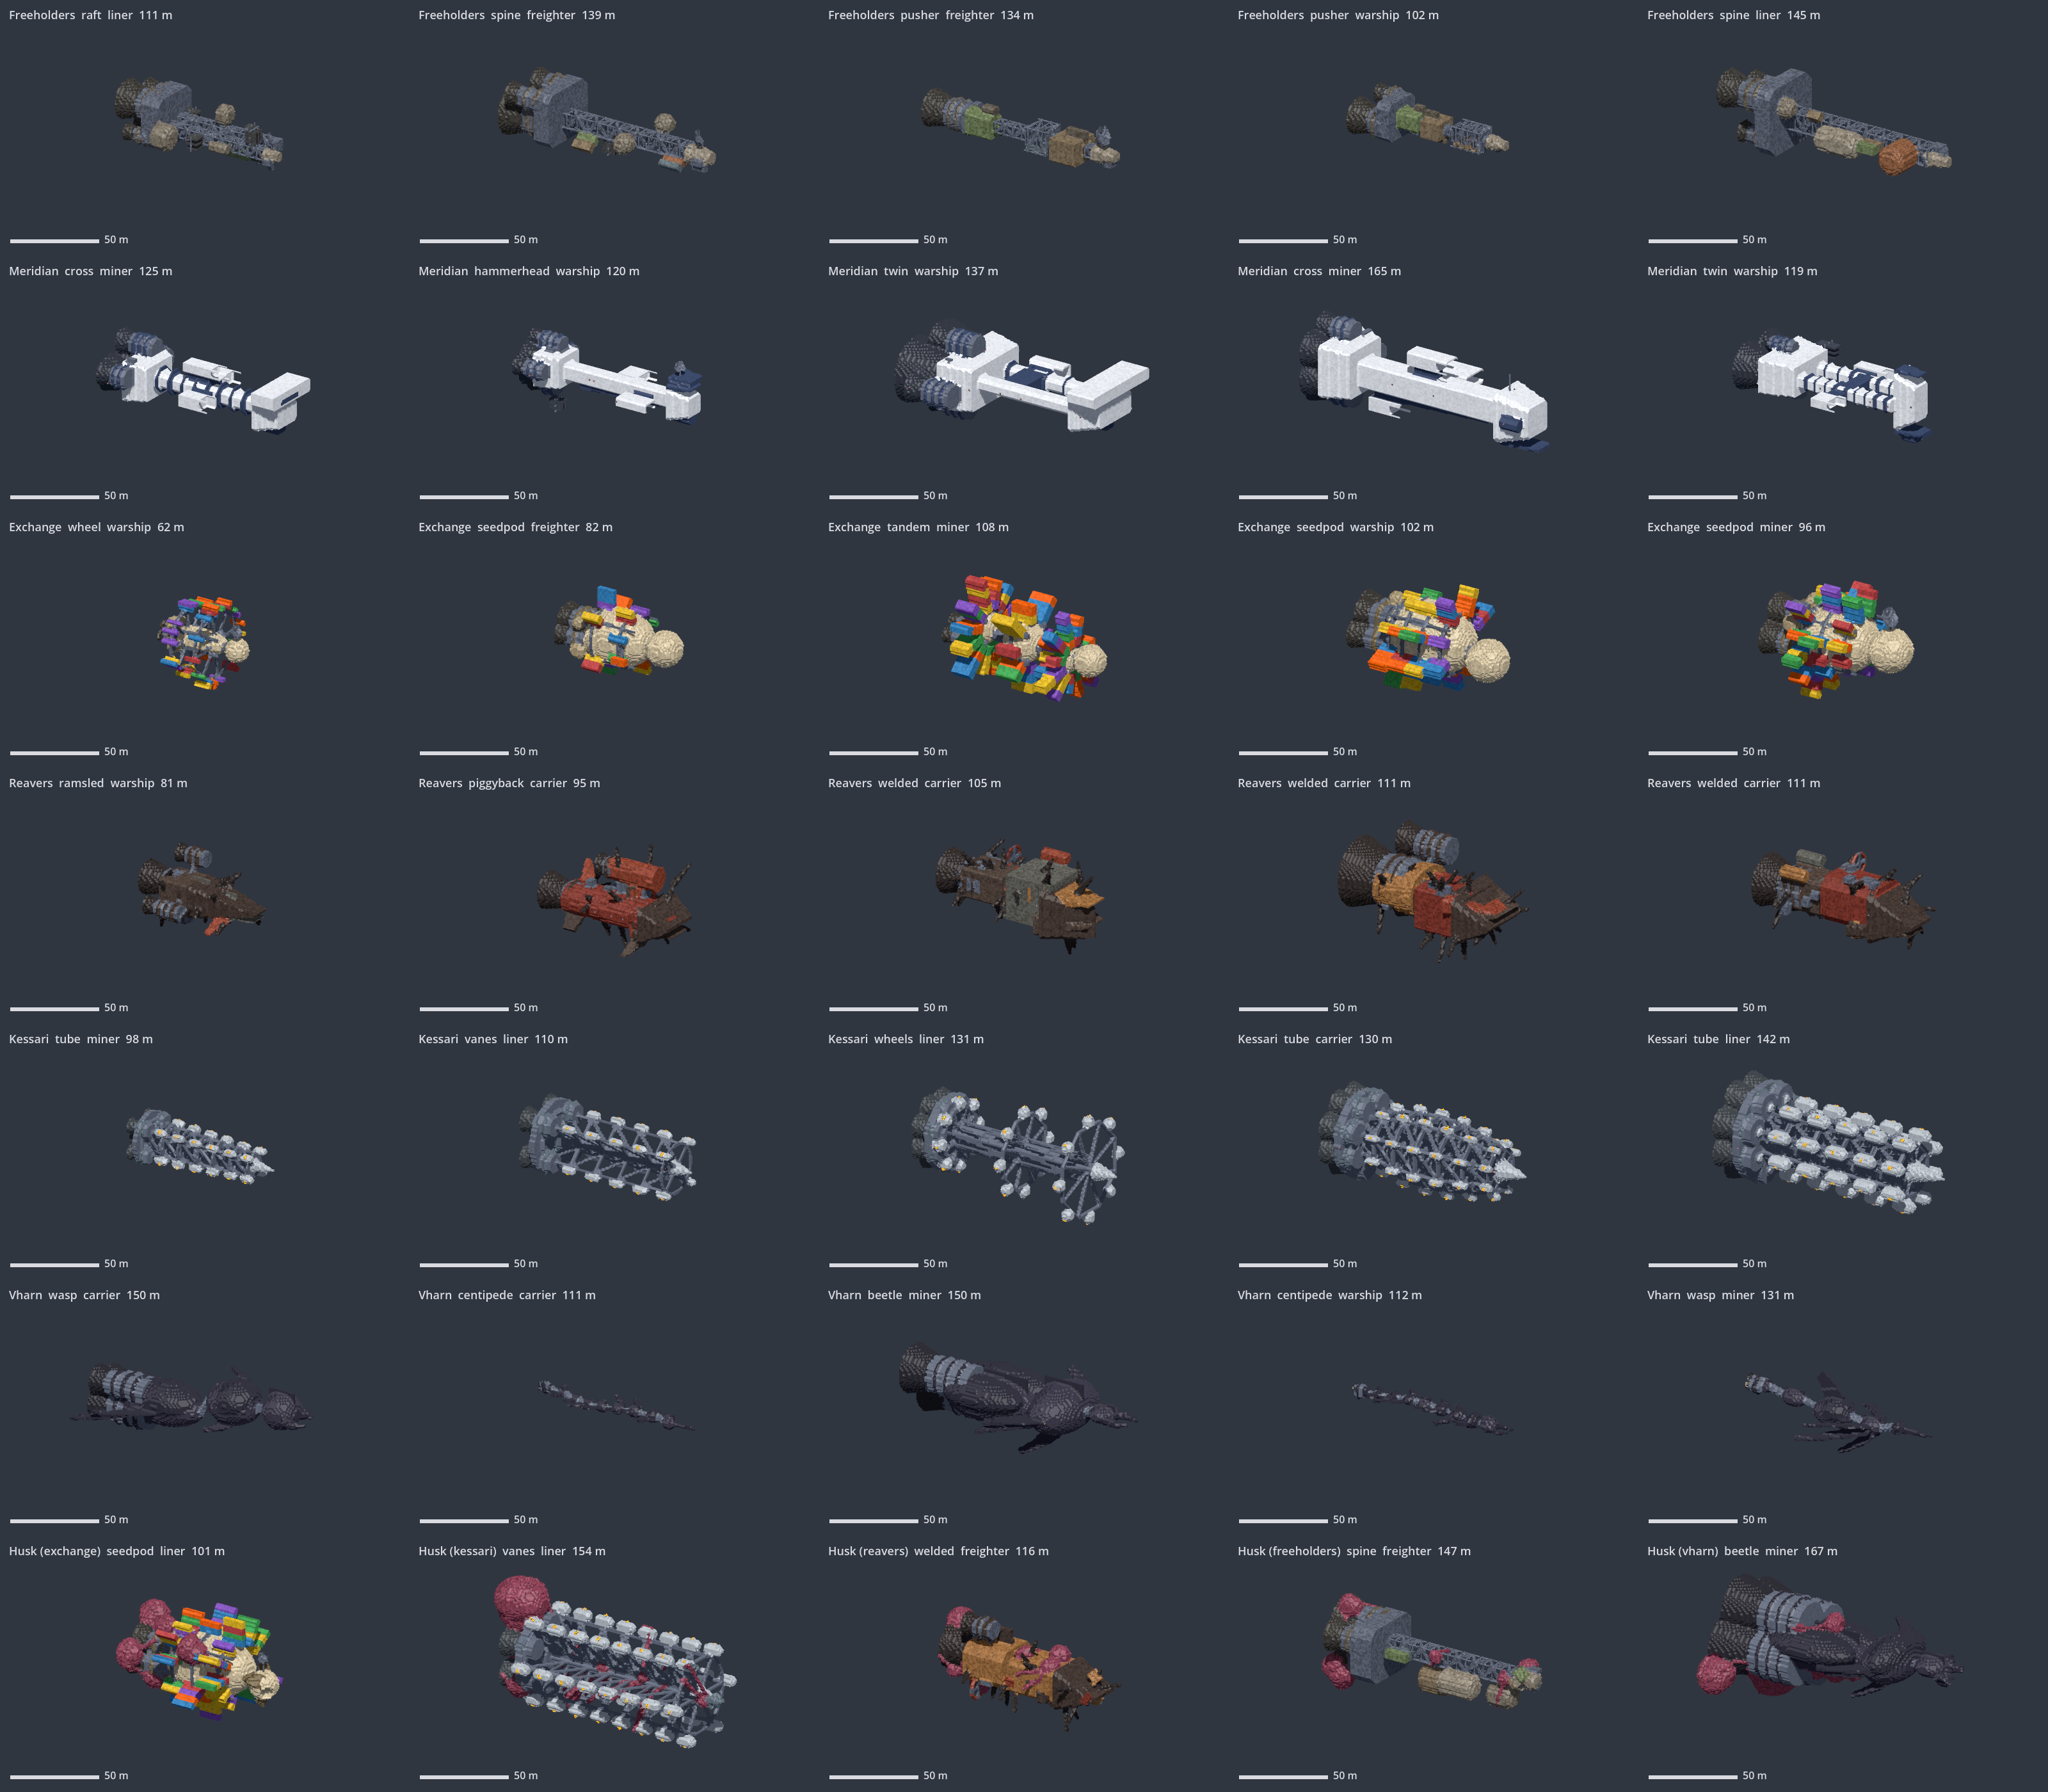 Freeholders raft liner 111 m
Freeholders spine freighter 139 m
Freeholders pusher freighter 134 m
Freeholders pusher warship 102 m
Freeholders spine liner 145 m
50 m
50 m
50 m
50 m
50 m
Meridian cross miner 125 m
Meridian hammerhead warship 120 m
Meridian twin warship 137 m
Meridian cross miner 165 m
Meridian twin warship 119 m
50 m
50 m
50 m
50 m
50 m
Exchange wheel warship 62 m
Exchange seedpod freighter 82 m
Exchange tandem miner 108 m
Exchange seedpod warship 102 m
Exchange seedpod miner 96 m
50 m
50 m
50 m
50 m
50 m
Reavers ramsled warship 81 m
Reavers piggyback carrier 95 m
Reavers welded carrier 105 m
Reavers welded carrier 111 m
Reavers welded carrier 111 m
50 m
50 m
50 m
50 m
50 m
Kessari tube miner 98 m
Kessari vanes liner 110 m
Kessari wheels liner 131 m
Kessari tube carrier 130 m
Kessari tube liner 142 m
50 m
50 m
50 m
50 m
50 m
Vharn wasp carrier 150 m
Vharn centipede carrier 111 m
Vharn beetle miner 150 m
Vharn centipede warship 112 m
Vharn wasp miner 131 m
50 m
50 m
50 m
50 m
50 m
Husk (exchange) seedpod liner 101 m
Husk (kessari) vanes liner 154 m
Husk (reavers) welded freighter 116 m
Husk (freeholders) spine freighter 147 m
Husk (vharn) beetle miner 167 m
50 m
50 m
50 m
50 m
50 m